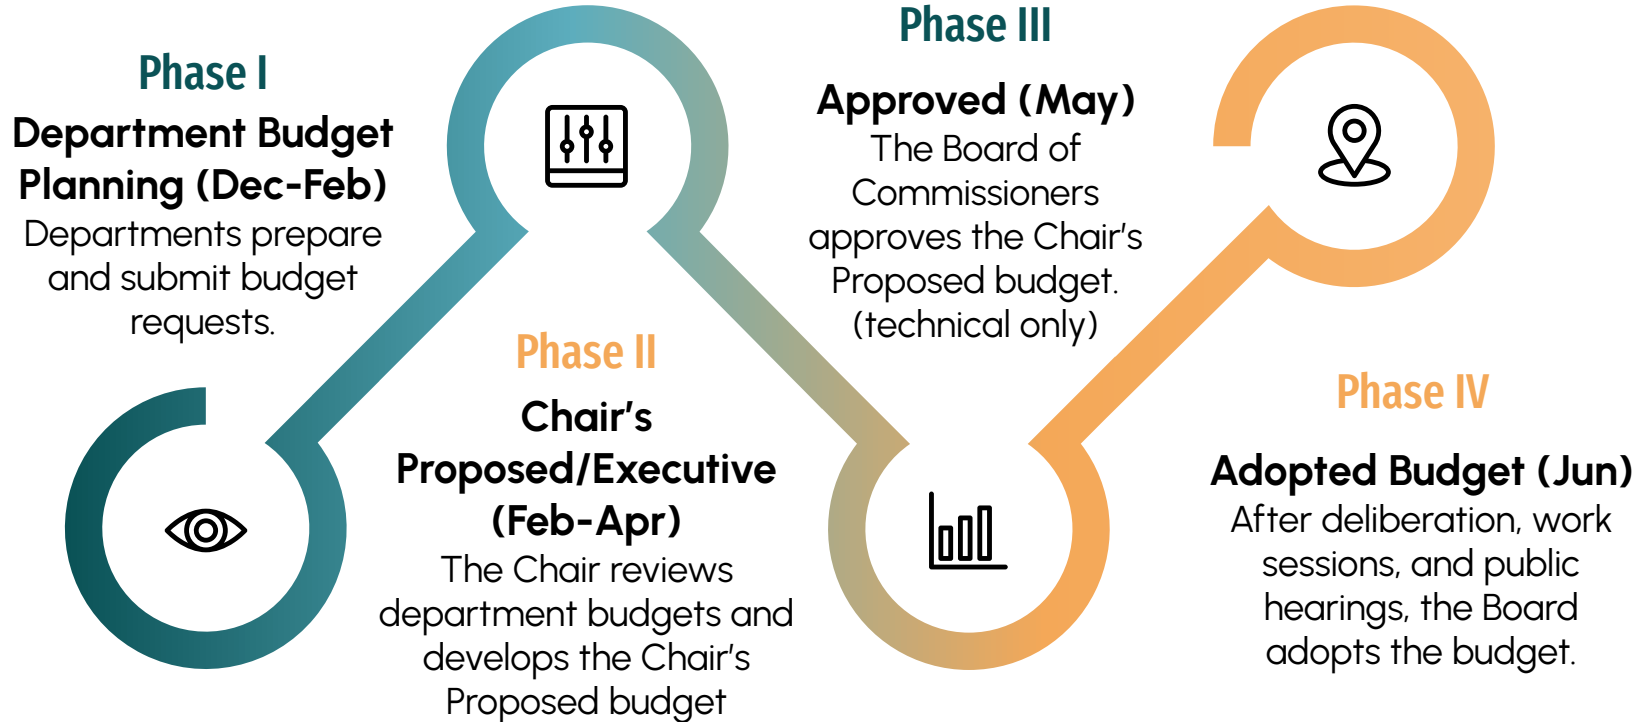 Phase I
Department Budget
Planning (Dec-Feb)
Departments prepare
and submit budget
requests.
Phase II
Chair's
Proposed/Executive
(Feb-Apr)
The Chair reviews
department budgets and
develops the Chair's
Proposed budget
Phase III
Approved (May)
The Board of
Commissioners
approves the Chair's
Proposed budget.
(technical only)
Phase IV
Adopted Budget (Jun)
After deliberation, work
sessions, and public
hearings, the Board
adopts the budget.